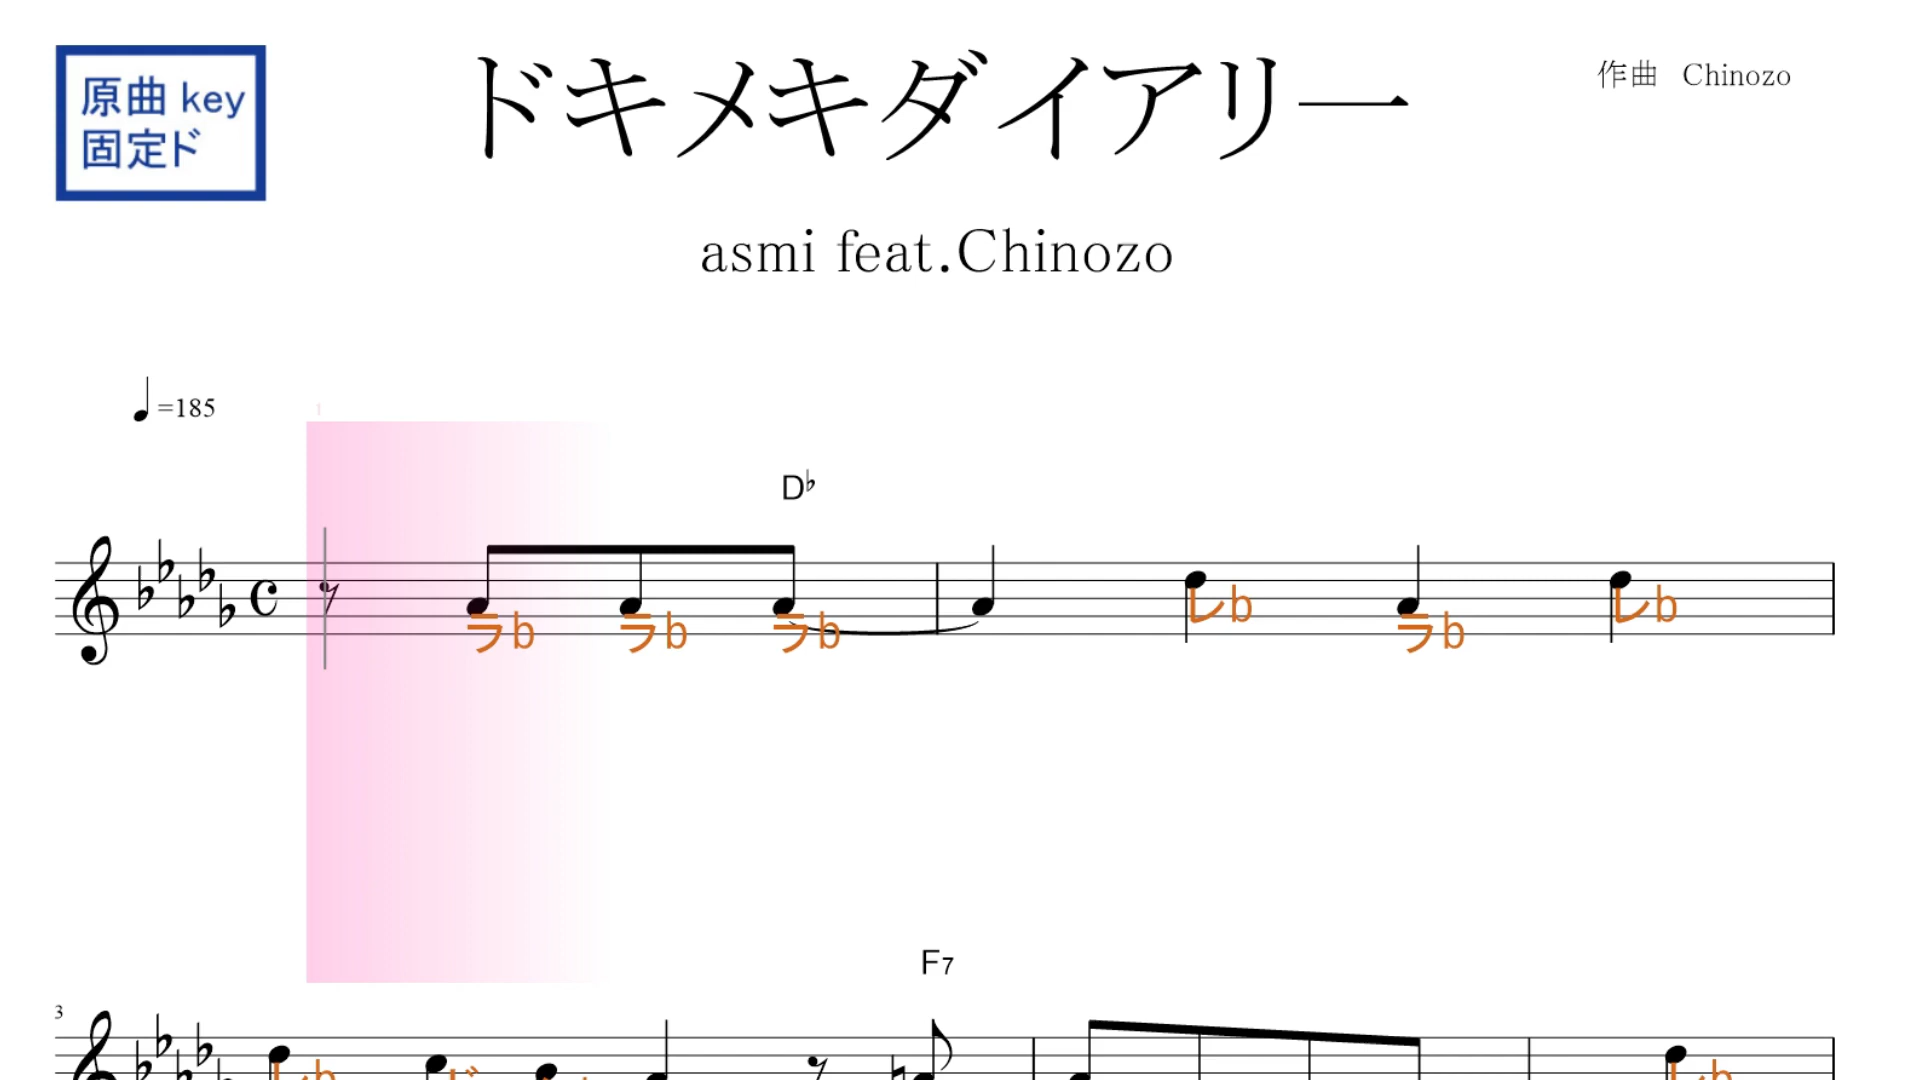 原曲 key
固定ド
ドキメキダイアリー
作曲 Chinozo
asmi feat.Chinozo
=185
D♭
ラb ラb ラb レb ラb レb
F7
3